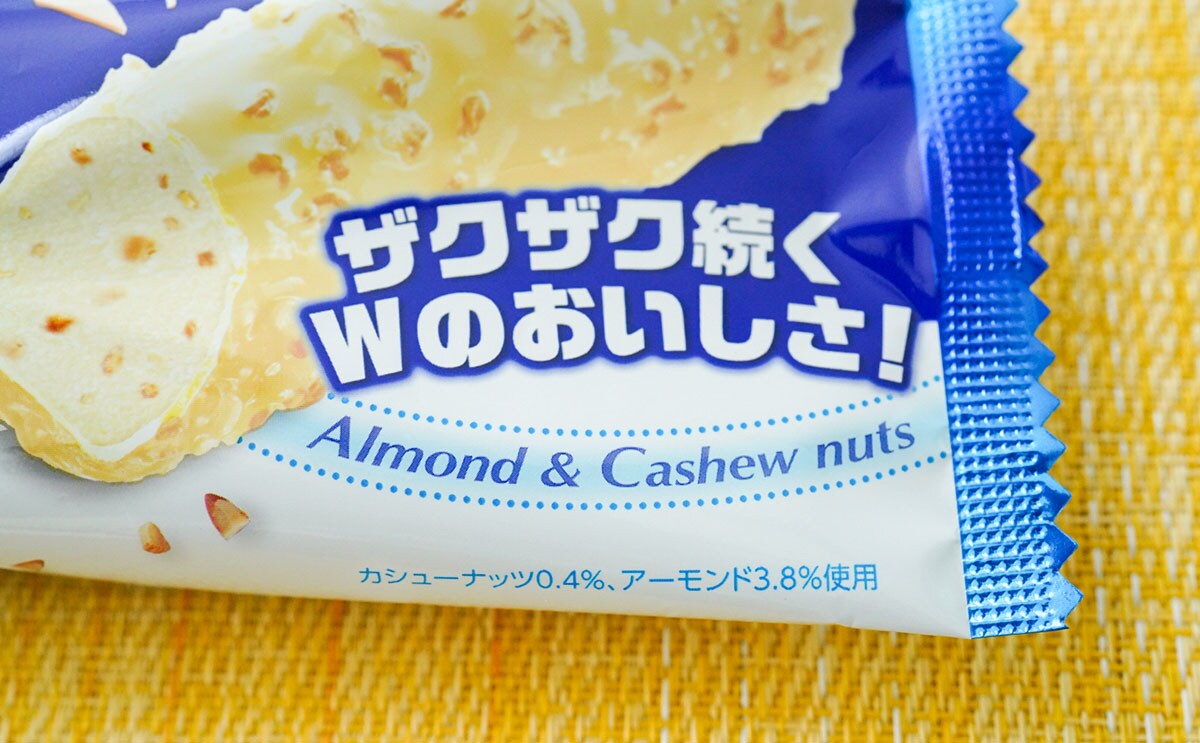 ザクザク続く
Wのおいしさ!
Almond & Cashew nuts
カシューナッツ0.4%、アーモンド3.8%使用